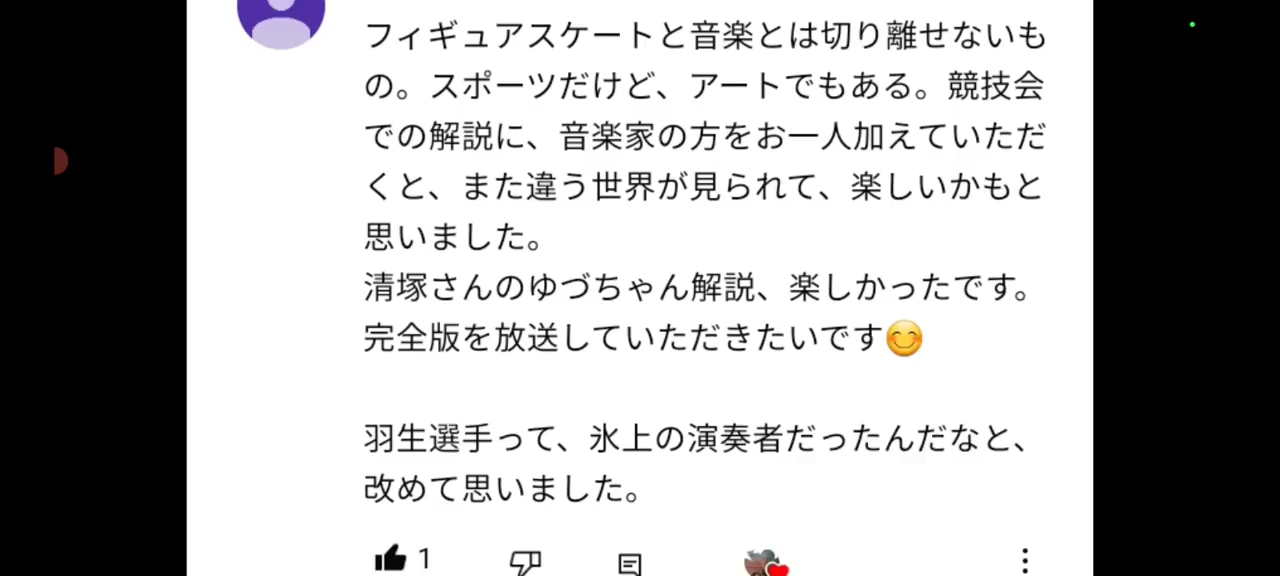 フィギュアスケートと音楽とは切り離せないも
の。スポーツだけど、アートでもある。競技会
での解説に、音楽家の方をお一人加えていただ
くと、また違う世界が見られて、楽しいかもと
思いました。
清塚さんのゆづちゃん解説、楽しかったです。
完全版を放送していただきたいです😊
羽生選手って、氷上の演奏者だったんだなと、
改めて思いました。
1